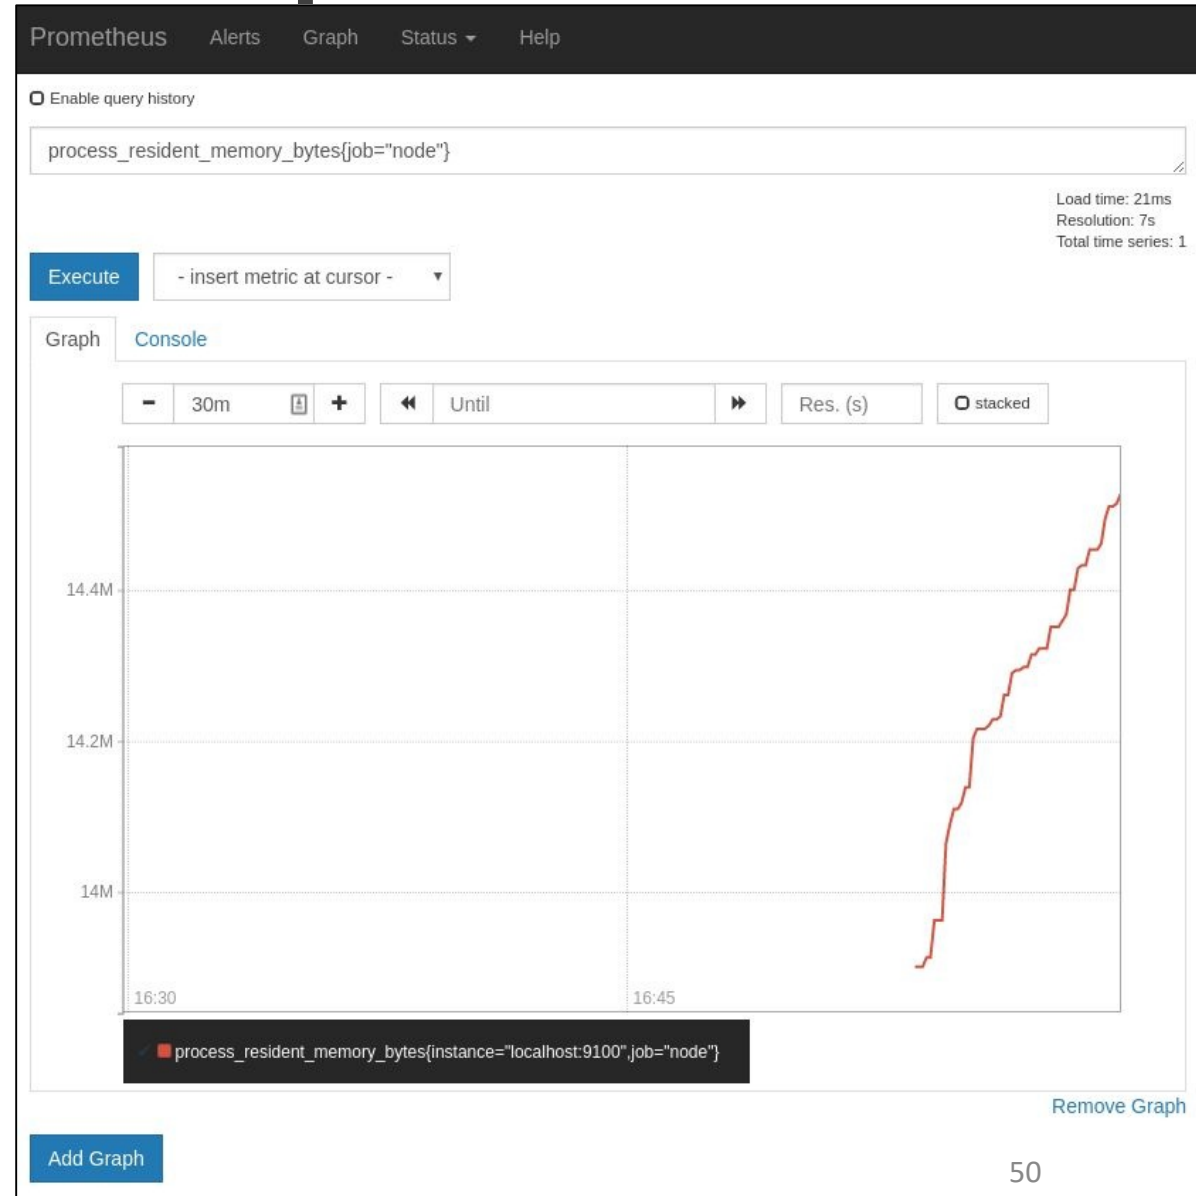 Prometheus Alerts Graph Status Help
Enable query history
process_resident_memory_bytes{job="node"}
Load time: 21ms
Resolution: 7s
Total time series: 1
Execute - insert metric at cursor -
Graph Console
- 30m + Until Res. (s) stacked
14.4M
14.2M
14M
16:30 16:45
process_resident_memory_bytes{instance="localhost:9100",job="node"}
Remove Graph
Add Graph
50